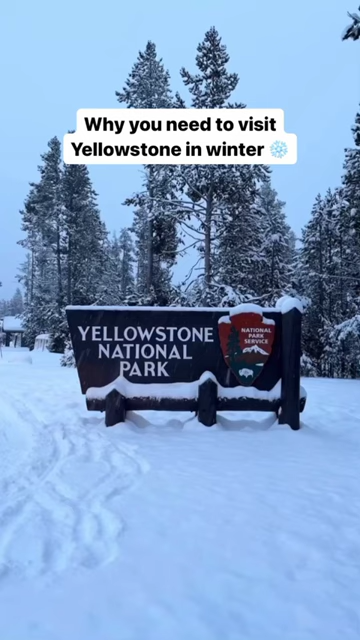 Why you need to visit
Yellowstone in winter ❄️
YELLOWSTONE
NATIONAL
PARK
NATIONAL
PARK
SERVICE